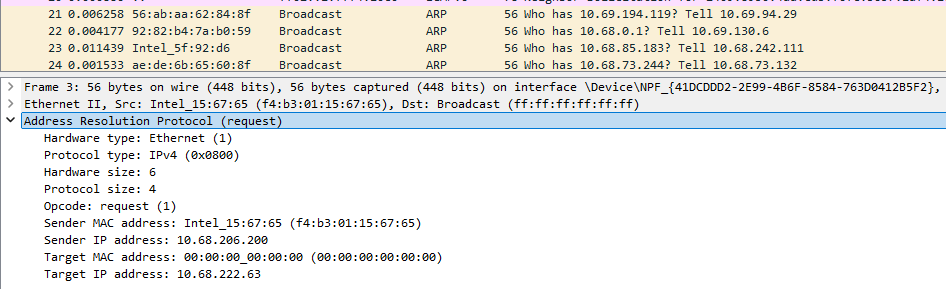 21 0.006258 56:ab:aa:62:84:8f Broadcast ARP 56 Who has 10.69.194.119? Tell 10.69.94.29
22 0.004177 92:82:b4:7a:b0:59 Broadcast ARP 56 Who has 10.68.0.1? Tell 10.69.130.6
23 0.011439 Intel_5f:92:d6 Broadcast ARP 56 Who has 10.68.85.183? Tell 10.68.242.111
24 0.001533 ae:de:6b:65:60:8f Broadcast ARP 56 Who has 10.68.73.244? Tell 10.68.73.132
Frame 3: 56 bytes on wire (448 bits), 56 bytes captured (448 bits) on interface \Device\NPF_{41DCDDD2-2E99-4B6F-8584-763D0412B5F2},
Ethernet II, Src: Intel_15:67:65 (f4:b3:01:15:67:65), Dst: Broadcast (ff:ff:ff:ff:ff:ff)
Address Resolution Protocol (request)
Hardware type: Ethernet (1)
Protocol type: IPv4 (0x0800)
Hardware size: 6
Protocol size: 4
Opcode: request (1)
Sender MAC address: Intel_15:67:65 (f4:b3:01:15:67:65)
Sender IP address: 10.68.206.200
Target MAC address: 00:00:00_00:00:00 (00:00:00:00:00:00)
Target IP address: 10.68.222.63